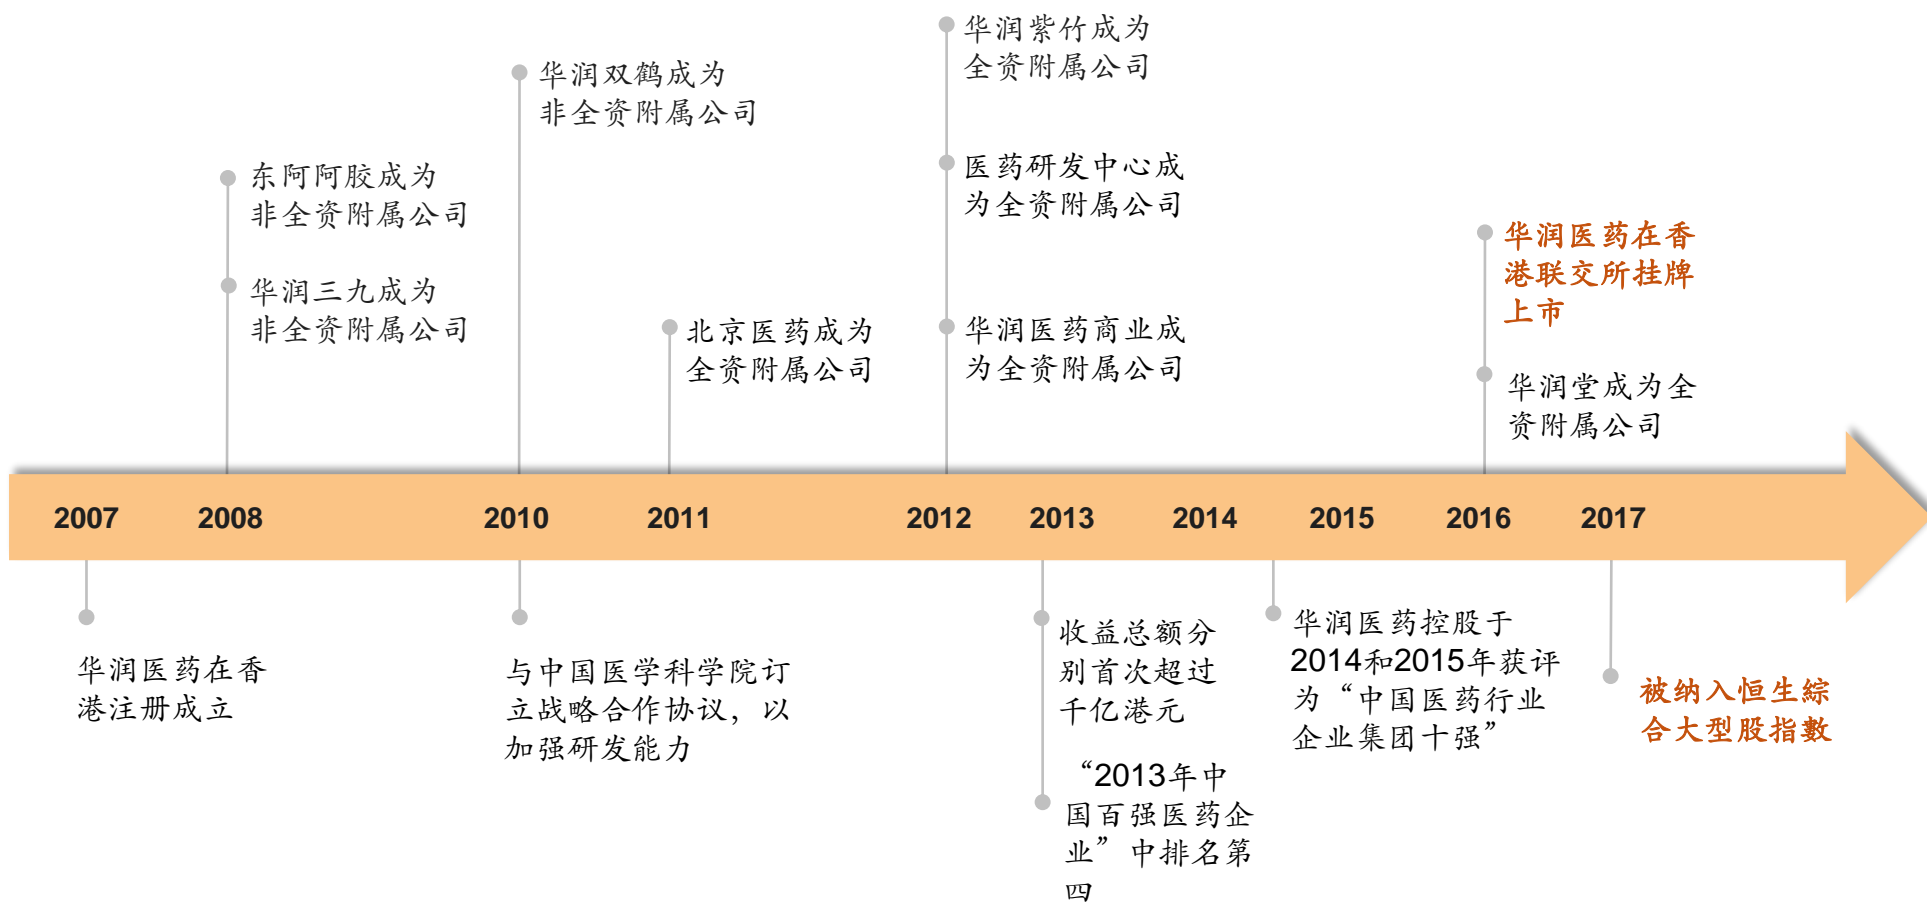 华润紫竹成为
全资附属公司
华润双鹤成为
非全资附属公司
东阿阿胶成为
非全资附属公司
医药研发中心成
为全资附属公司
华润三九成为
非全资附属公司
华润医药在香
港联交所挂牌
上市
北京医药成为
全资附属公司
华润医药商业成
为全资附属公司
华润堂成为全
资附属公司
2007 2008 2010 2011 2012 2013 2014 2015 2016 2017
华润医药在香
港注册成立
与中国医学科学院订
立战略合作协议，以
加强研发能力
收益总额分
别首次超过
千亿港元
“2013年中
国百强医药企
业”中排名第
四
华润医药控股于
2014和2015年获评
为“中国医药行业
企业集团十强”
被纳入恒生綜
合大型股指數